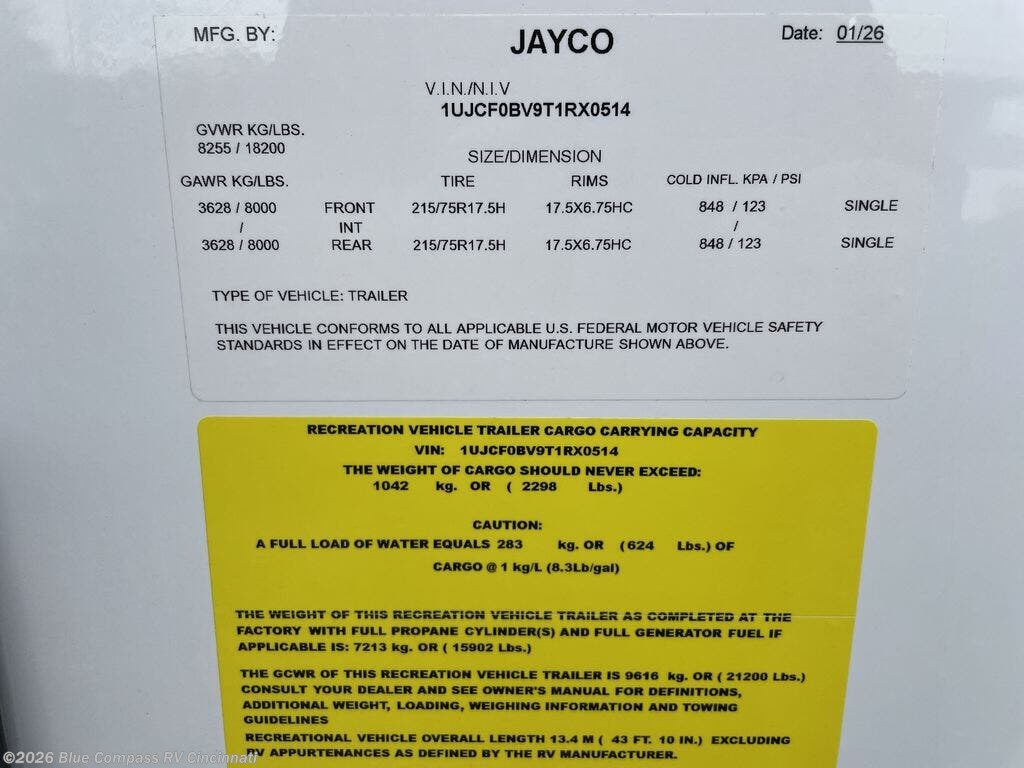 MFG. BY: JAYCO Date: 01/26
V.I.N./N.I.V
1UJCF0BV9T1RX0514
GVWR KG/LBS.
8255 / 18200
SIZE/DIMENSION
GAWR KG/LBS. TIRE RIMS COLD INFL. KPA / PSI
3628 / 8000 FRONT 215/75R17.5H 17.5X6.75HC 848 / 123 SINGLE
/ INT /
3628 / 8000 REAR 215/75R17.5H 17.5X6.75HC 848 / 123 SINGLE
TYPE OF VEHICLE: TRAILER
THIS VEHICLE CONFORMS TO ALL APPLICABLE U.S. FEDERAL MOTOR VEHICLE SAFETY
STANDARDS IN EFFECT ON THE DATE OF MANUFACTURE SHOWN ABOVE.
RECREATION VEHICLE TRAILER CARGO CARRYING CAPACITY
VIN: 1UJCF0BV9T1RX0514
THE WEIGHT OF CARGO SHOULD NEVER EXCEED:
1042 kg. OR ( 2298 Lbs.)
CAUTION:
A FULL LOAD OF WATER EQUALS 283 kg. OR (624 Lbs.) OF
CARGO @ 1 kg/L (8.3Lb/gal)
THE WEIGHT OF THIS RECREATION VEHICLE TRAILER AS COMPLETED AT THE
FACTORY WITH FULL PROPANE CYLINDER(S) AND FULL GENERATOR FUEL IF
APPLICABLE IS: 7213 kg. OR ( 15902 Lbs.)
THE GCWR OF THIS RECREATION VEHICLE TRAILER IS 9616 kg. OR ( 21200 Lbs.)
CONSULT YOUR DEALER AND SEE OWNER'S MANUAL FOR DEFINITIONS,
ADDITIONAL WEIGHT, LOADING, WEIGHING INFORMATION AND TOWING
GUIDELINES
RECREATIONAL VEHICLE OVERALL LENGTH 13.4 M ( 43 FT. 10 IN.) EXCLUDING
RV APPURTENANCES AS DEFINED BY THE RV MANUFACTURER.
©2026 Blue Compass RV Cincinnati